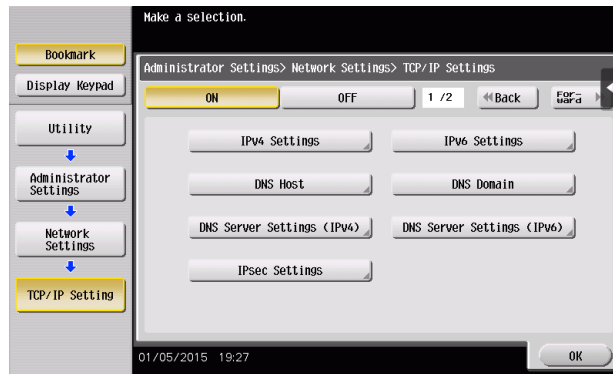 Make a selection.
Bookmark
Display Keypad
Utility
Administrator
Settings
Network
Settings
TCP/IP Setting
Administrator Settings> Network Settings> TCP/IP Settings
ON OFF 1 /2 Back For-
ward
IPv4 Settings IPv6 Settings
DNS Host DNS Domain
DNS Server Settings (IPv4) DNS Server Settings (IPv6)
IPsec Settings
01/05/2015 19:27
OK